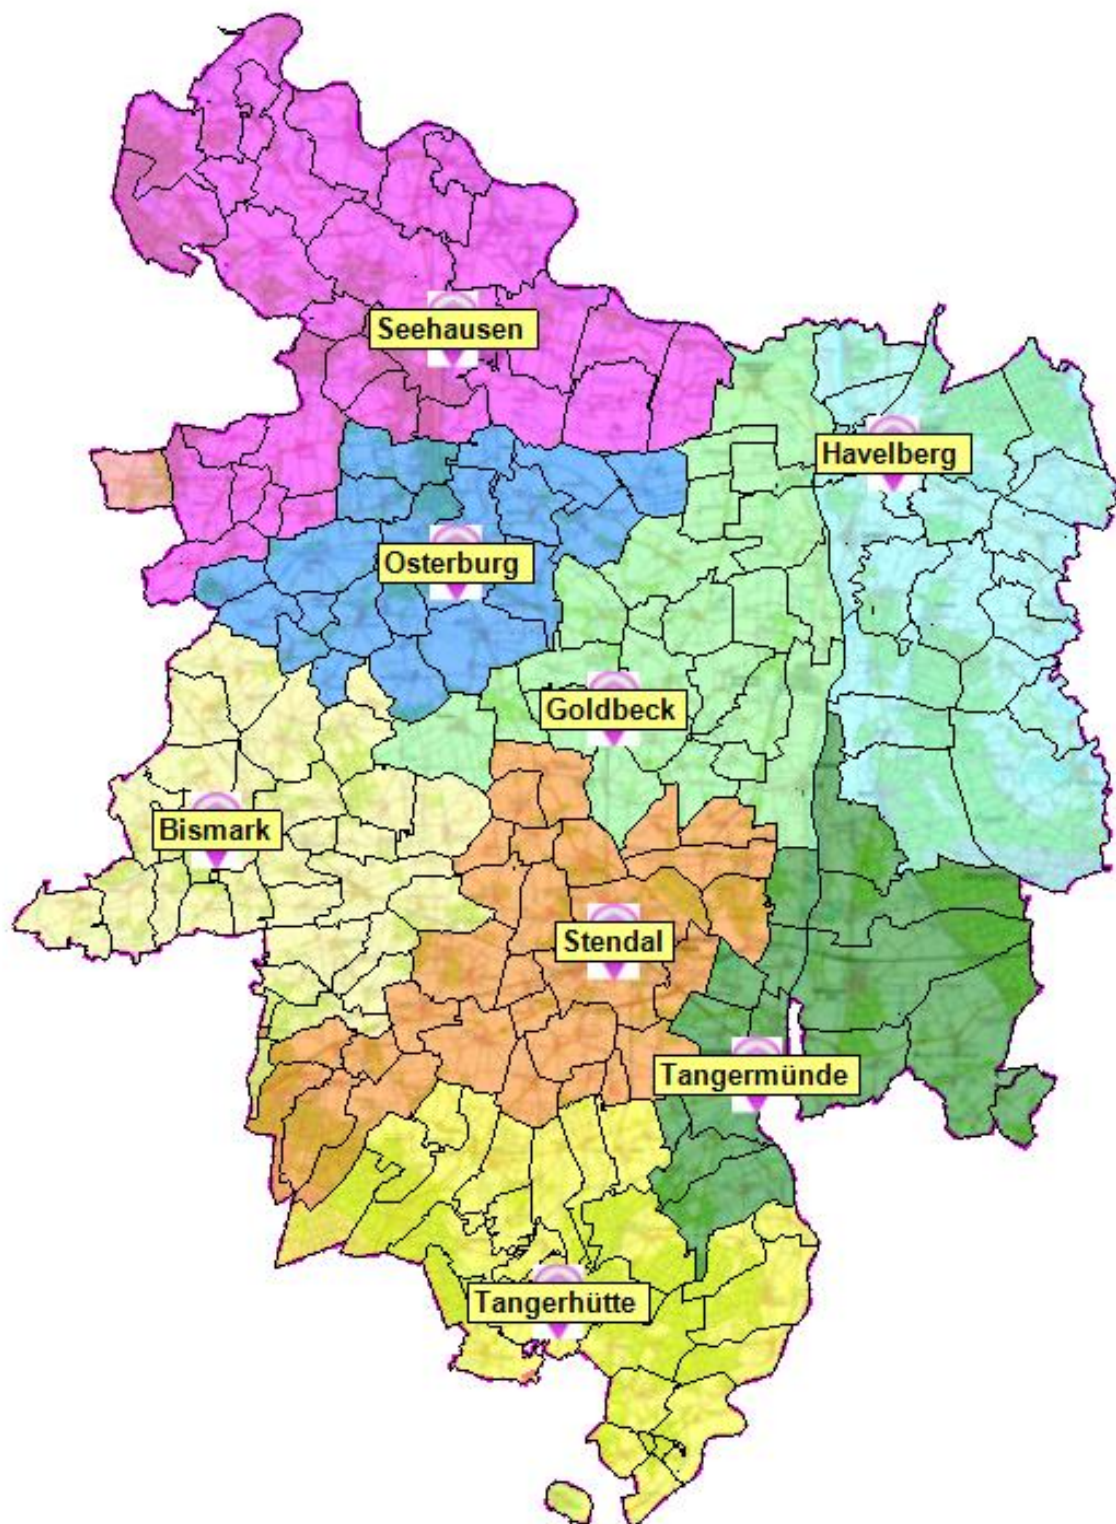 Seehausen
Havelberg
Osterburg
Goldbeck
Bismark
Stendal
Tangermünde
Tangerhütte